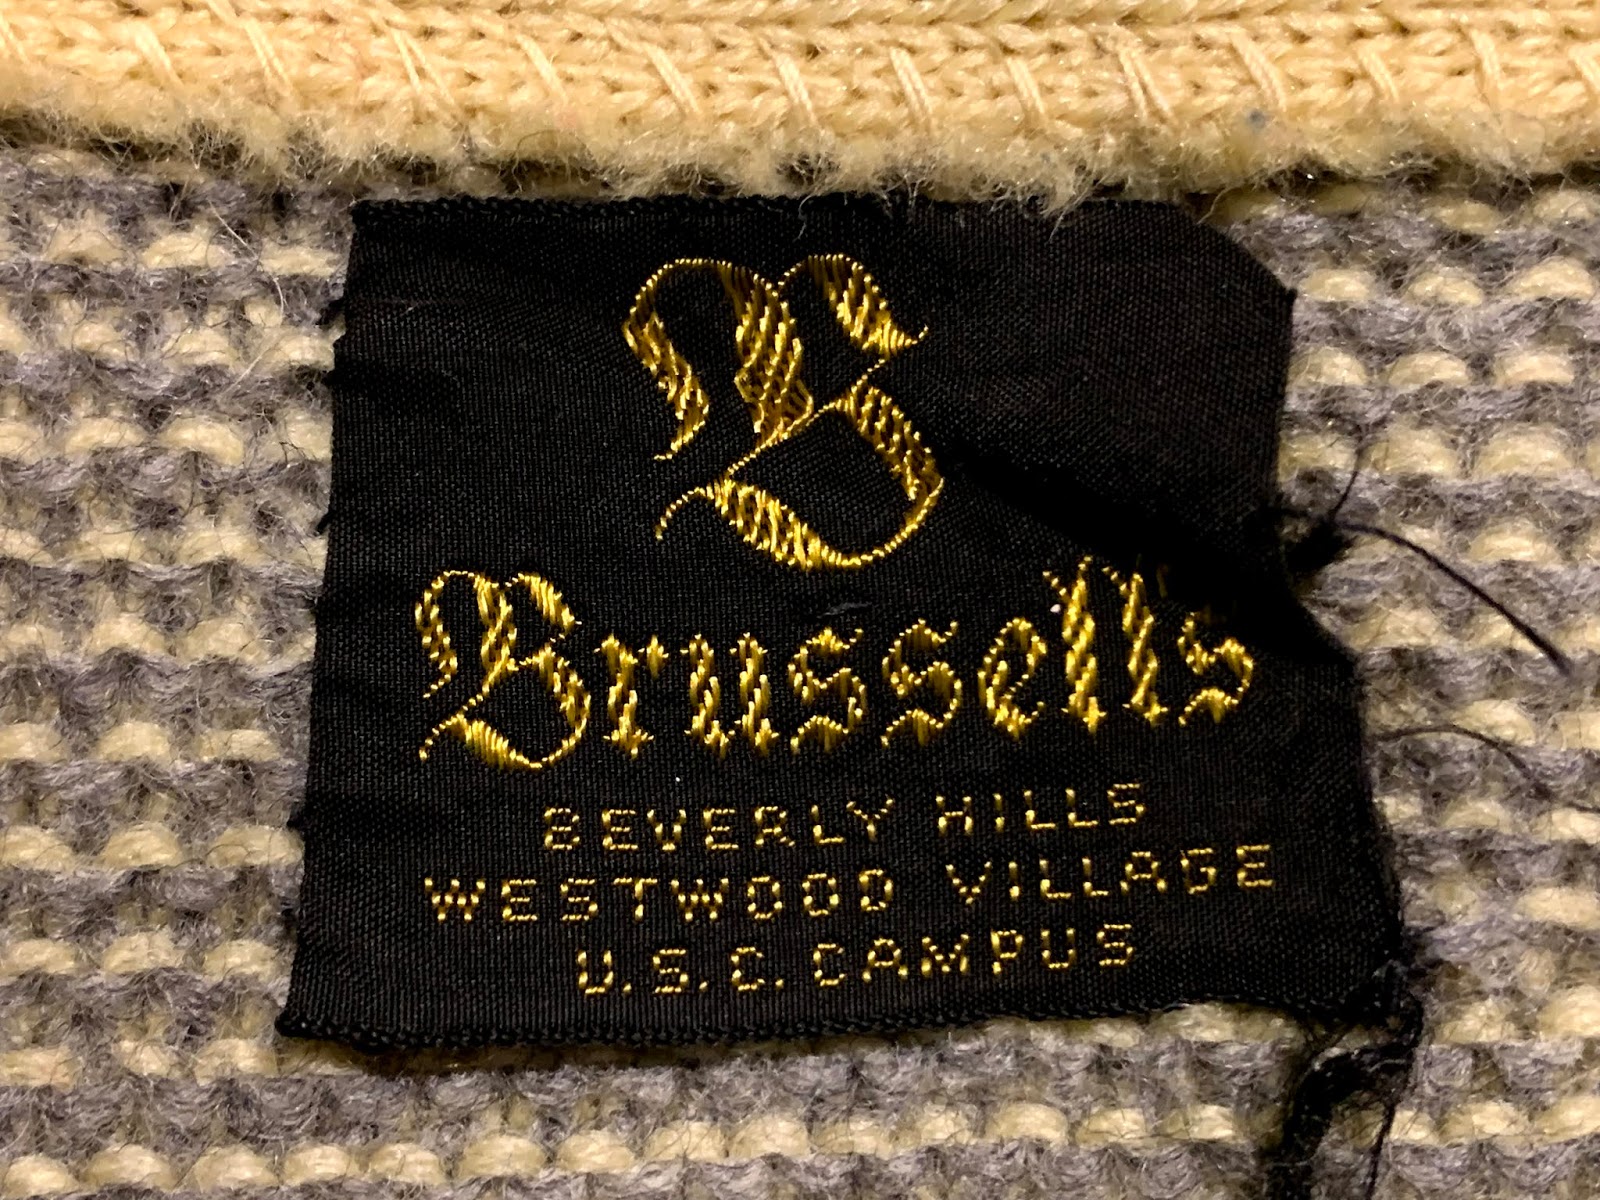 B
Brussells
BEVERLY HILLS
WESTWOOD VILLAGE
U.S.C. CAMPUS